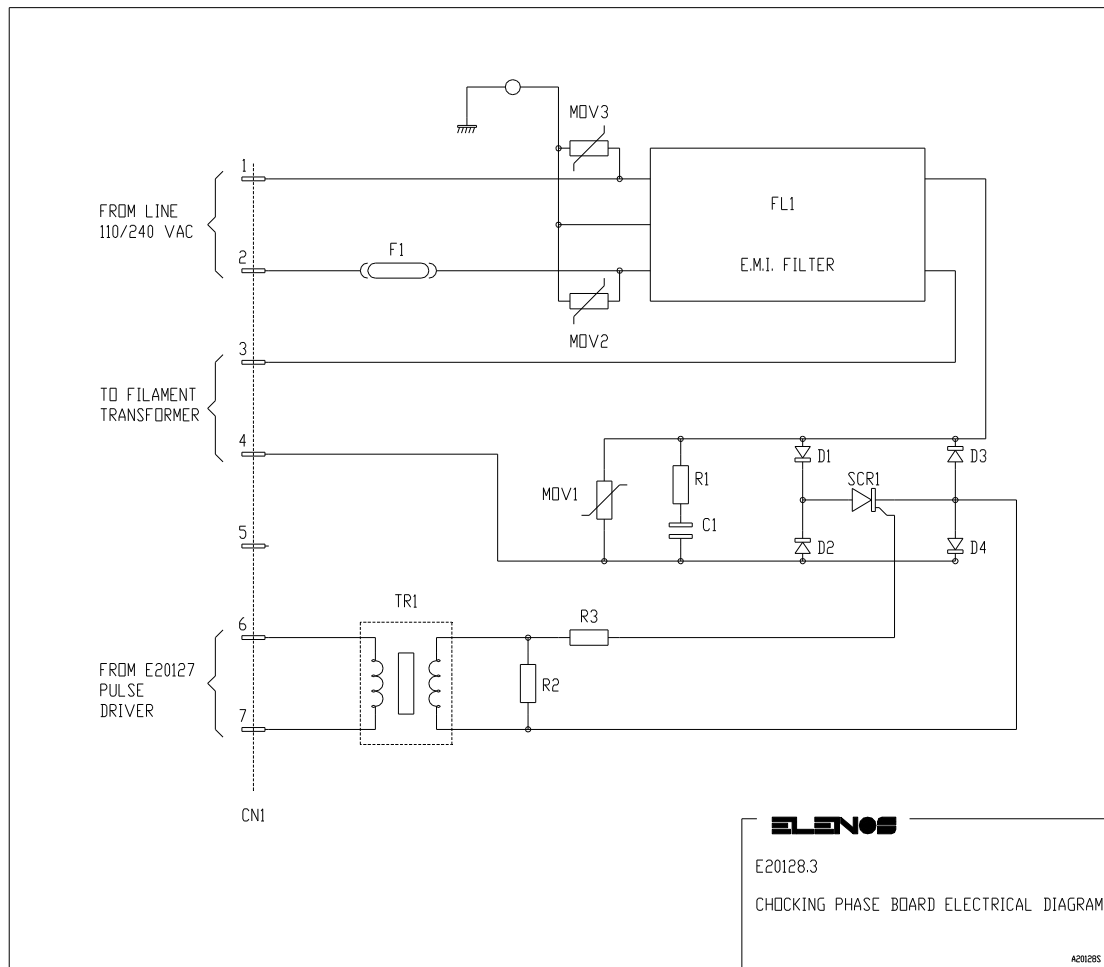 MOV3
1
FROM LINE
110/240 VAC
FL1
2
F1
E.M.I. FILTER
MOV2
3
TO FILAMENT
TRANSFORMER
4
D1
D3
SCR1
MOV1
R1
C1
5
D2
D4
TR1
6
R3
FROM E20127
PULSE
DRIVER
R2
7
CN1
ELENOS
E20128.3
CHOCKING PHASE BOARD ELECTRICAL DIAGRAM
A20128S